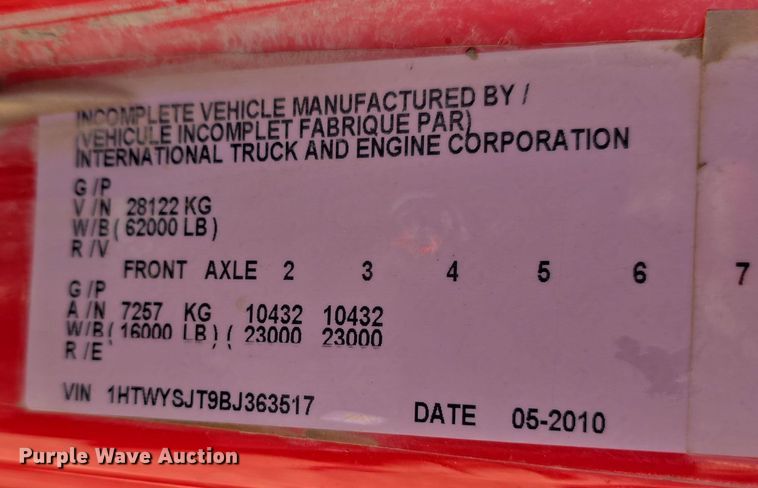 INCOMPLETE VEHICLE MANUFACTURED BY /
(VEHICULE INCOMPLET FABRIQUE PAR)
INTERNATIONAL TRUCK AND ENGINE CORPORATION
G /P
V /N 28122 KG
W/B ( 62000 LB )
R /V
FRONT AXLE 2 3 4 5 6 7
G /P
A /N 7257 KG 10432 10432
W/B ( 16000 LB ) ( 23000 23000
R /E
VIN 1HTWYSJT9BJ363517 DATE 05-2010
Purple Wave Auction